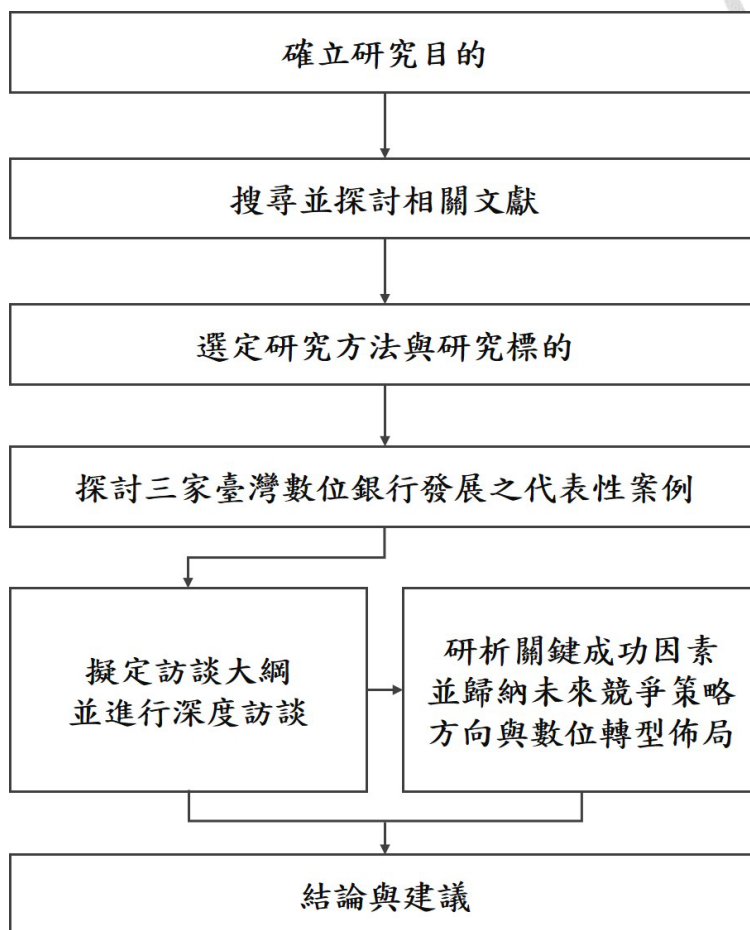 確立研究目的
搜尋並探討相關文獻
選定研究方法與研究標的
探討三家臺灣數位銀行發展之代表性案例
擬定訪談大綱
並進行深度訪談
研析關鍵成功因素
並歸納未來競爭策略
方向與數位轉型佈局
結論與建議